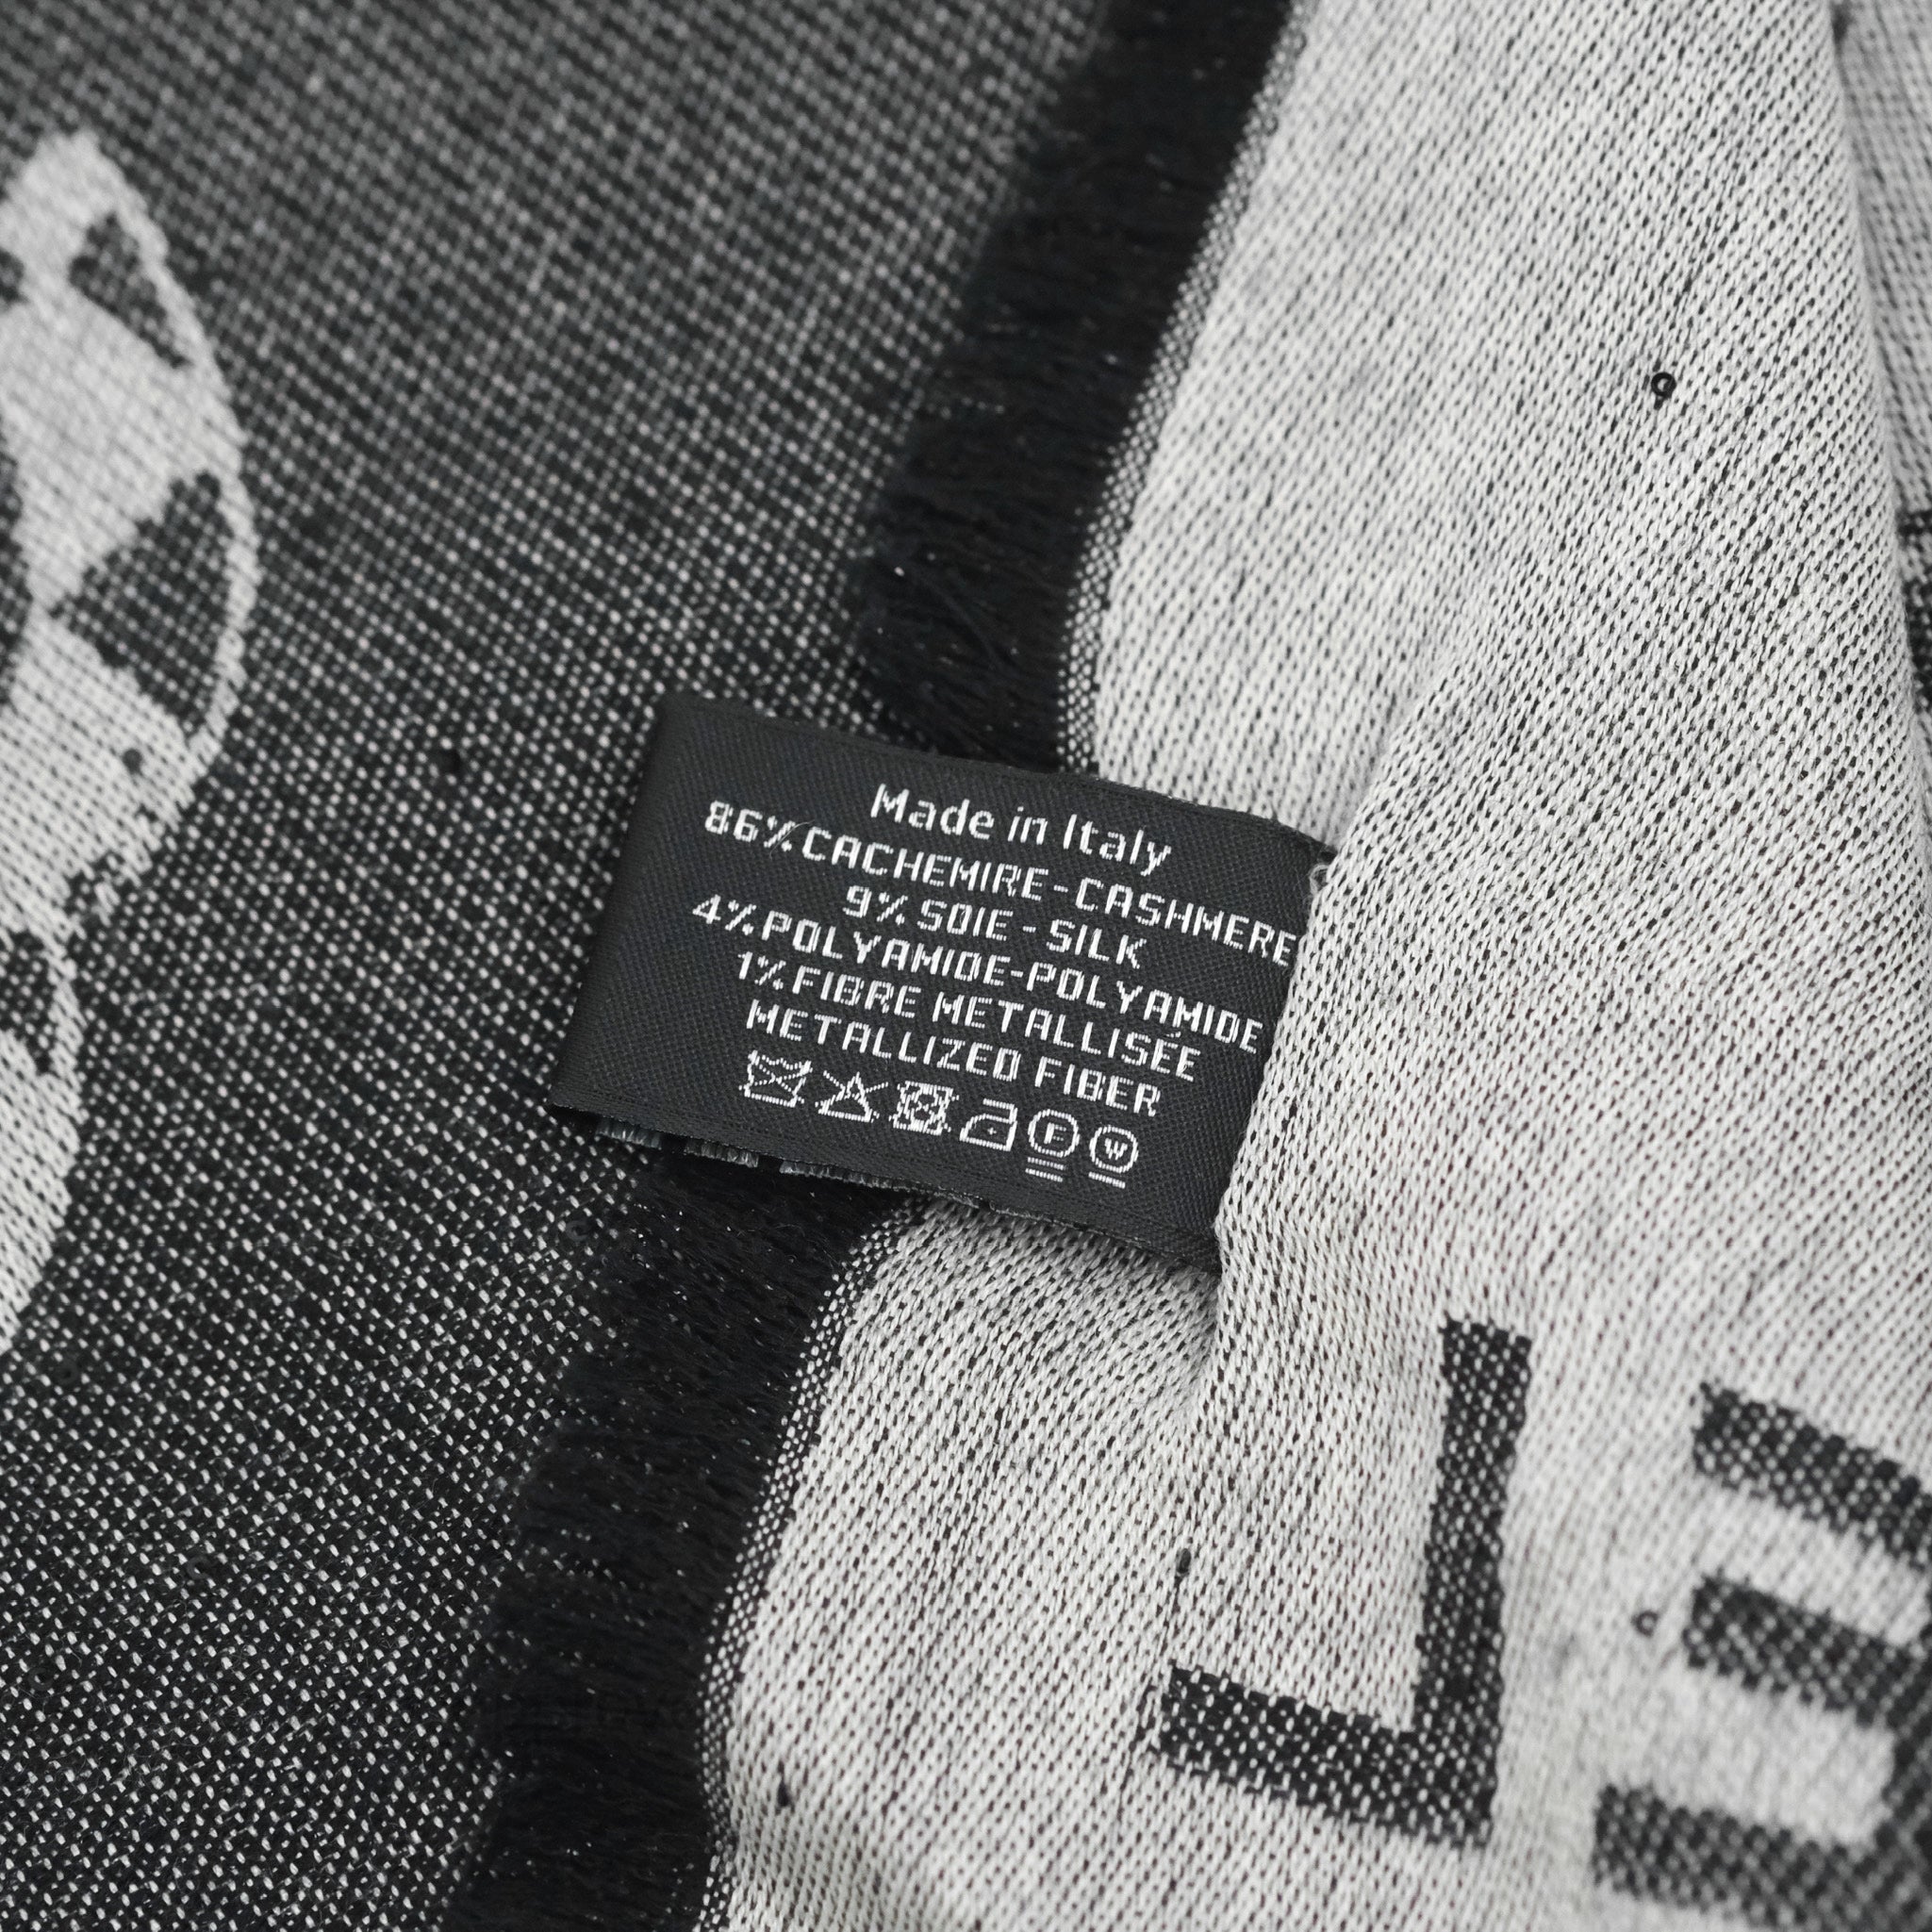 Made in Italy
86%CACHEMIRE-CASHMERE
9%SOIE-SILK
4%POLYAMIDE-POLYAMIDE
1%FIBRE METALLISÉE
METALLIZED FIBER
F W